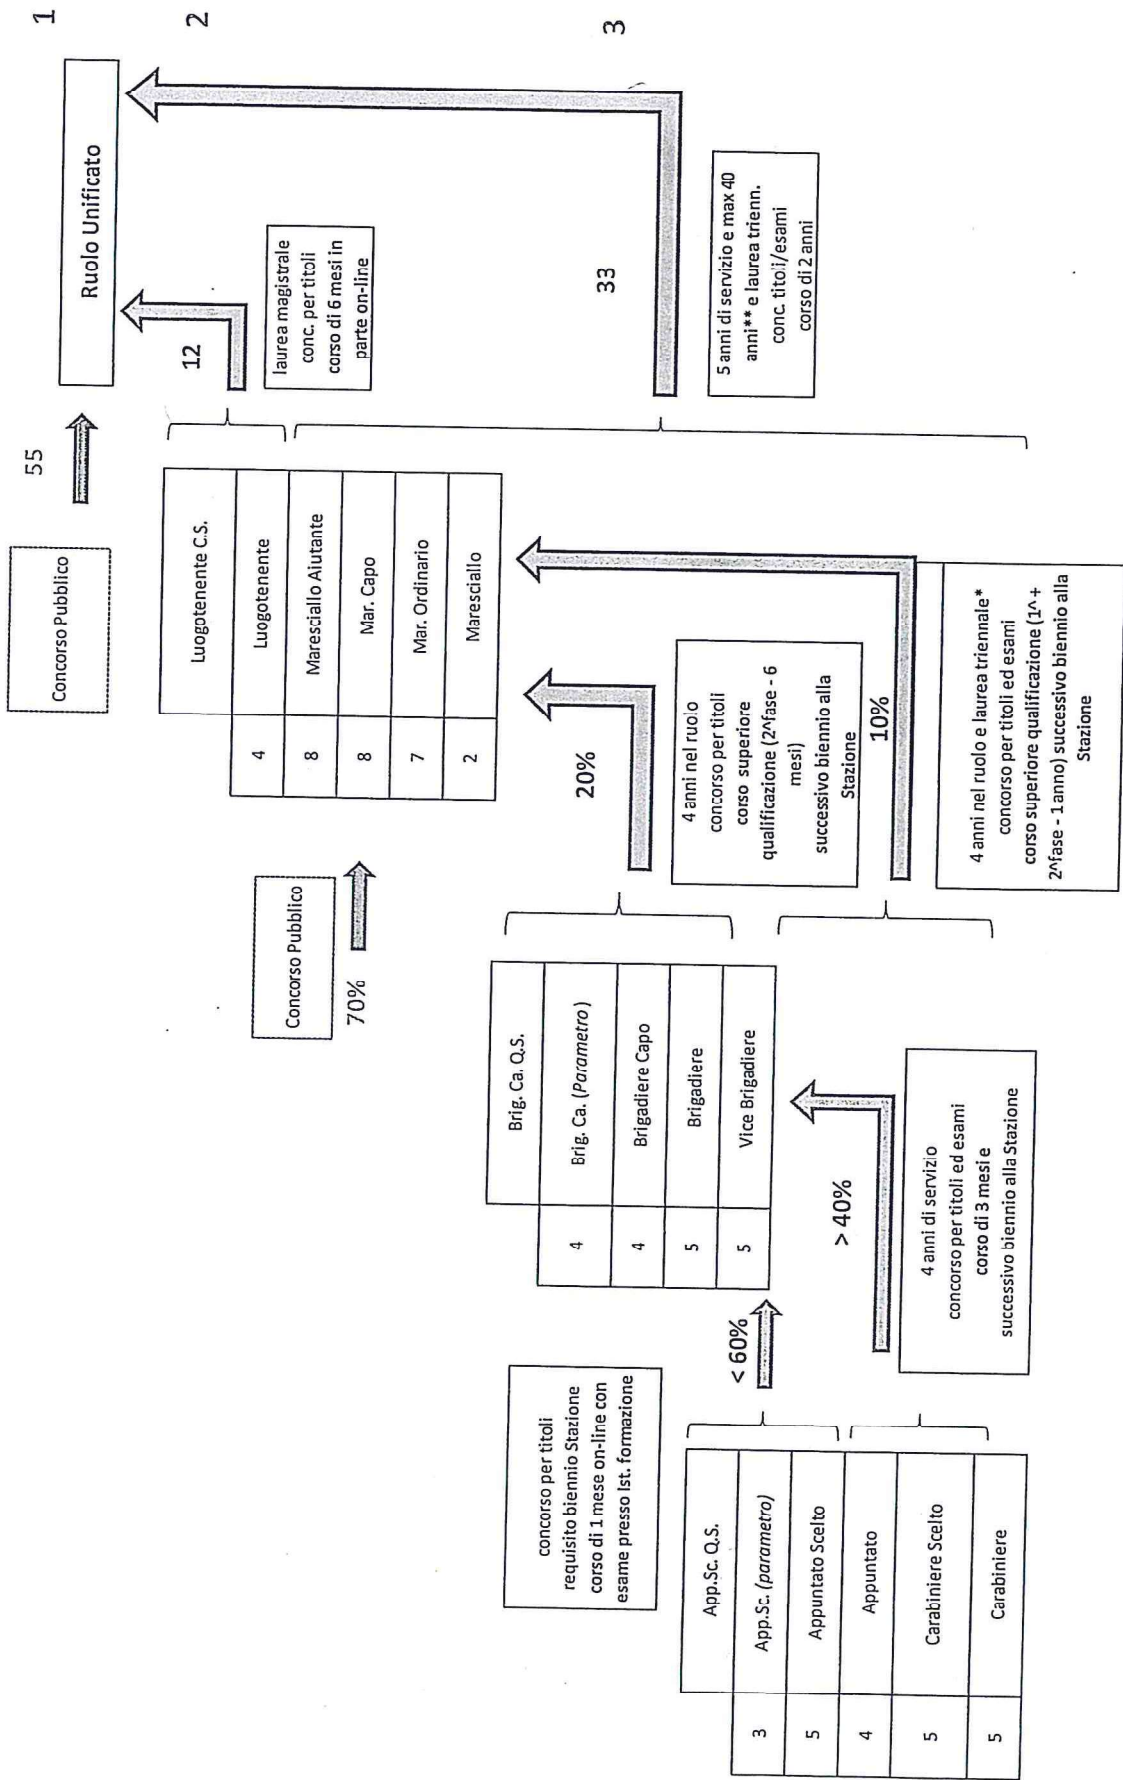 1
2
3
Concorso Pubblico
55
Ruolo Unificato
12
laurea magistrale
conc. per titoli
corso di 6 mesi in
parte on-line
33
5 anni di servizio e max 40
anni** e laurea trienn.
conc. titoli/esami
corso di 2 anni
Concorso Pubblico
70%
Luogotenente C.S.
4 Luogotenente
8 Maresciallo Aiutante
8 Mar. Capo
7 Mar. Ordinario
2 Maresciallo
20%
4 anni nel ruolo
concorso per titoli
corso superiore
qualificazione (2^fase - 6
mesi)
successivo biennio alla
Stazione
10%
4 anni nel ruolo e laurea triennale*
concorso per titoli ed esami
corso superiore qualificazione (1^ +
2^fase - 1 anno) successivo biennio alla
Stazione
Brig. Ca. Q.S.
4 Brig. Ca. (Parametro)
4 Brigadiere Capo
5 Brigadiere
5 Vice Brigadiere
concorso per titoli
requisito biennio Stazione
corso di 1 mese on-line con
esame presso Ist. formazione
< 60%
> 40%
4 anni di servizio
concorso per titoli ed esami
corso di 3 mesi e
successivo biennio alla Stazione
App.Sc. Q.S.
3 App.Sc. (parametro)
5 Appuntato Scelto
4 Appuntato
5 Carabiniere Scelto
5 Carabiniere